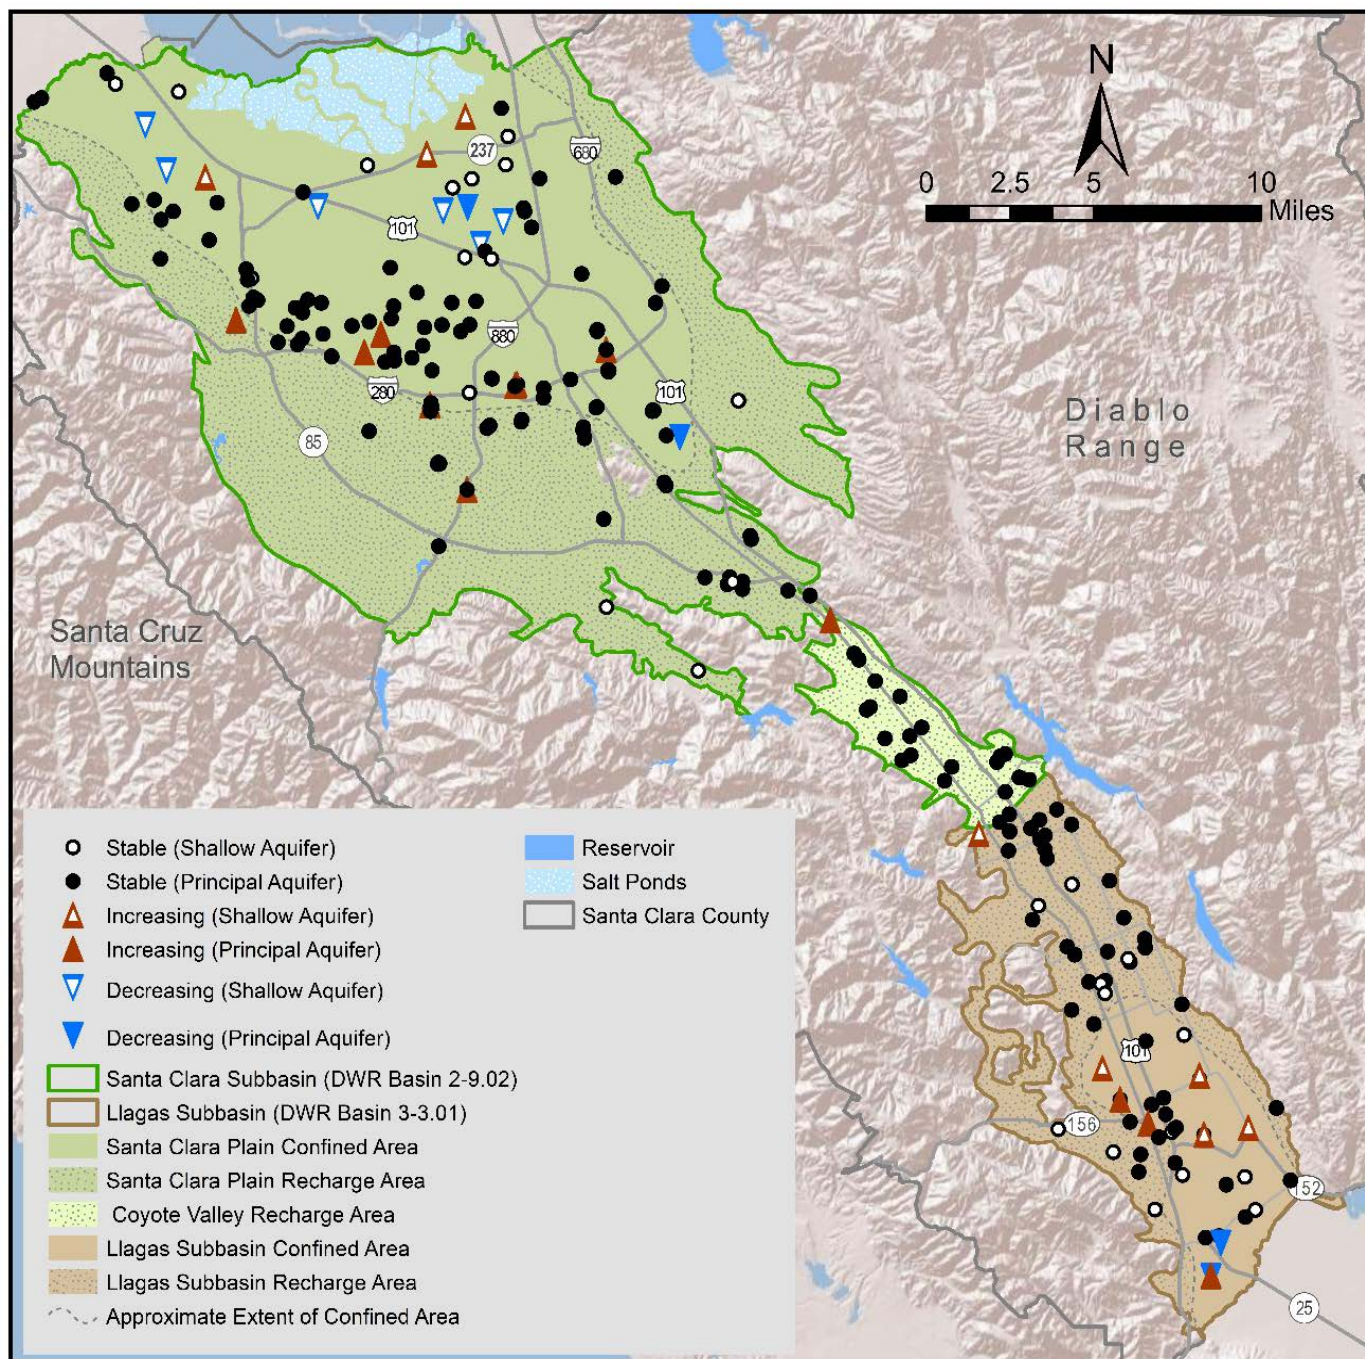 N
0 2.5 5 10
Miles
237
680
101
880
280
101
85
Diablo
Range
Santa Cruz
Mountains
101
156
152
25
Stable (Shallow Aquifer)
Stable (Principal Aquifer)
Increasing (Shallow Aquifer)
Increasing (Principal Aquifer)
Decreasing (Shallow Aquifer)
Decreasing (Principal Aquifer)
Santa Clara Subbasin (DWR Basin 2-9.02)
Llagas Subbasin (DWR Basin 3-3.01)
Santa Clara Plain Confined Area
Santa Clara Plain Recharge Area
Coyote Valley Recharge Area
Llagas Subbasin Confined Area
Llagas Subbasin Recharge Area
Approximate Extent of Confined Area
Reservoir
Salt Ponds
Santa Clara County